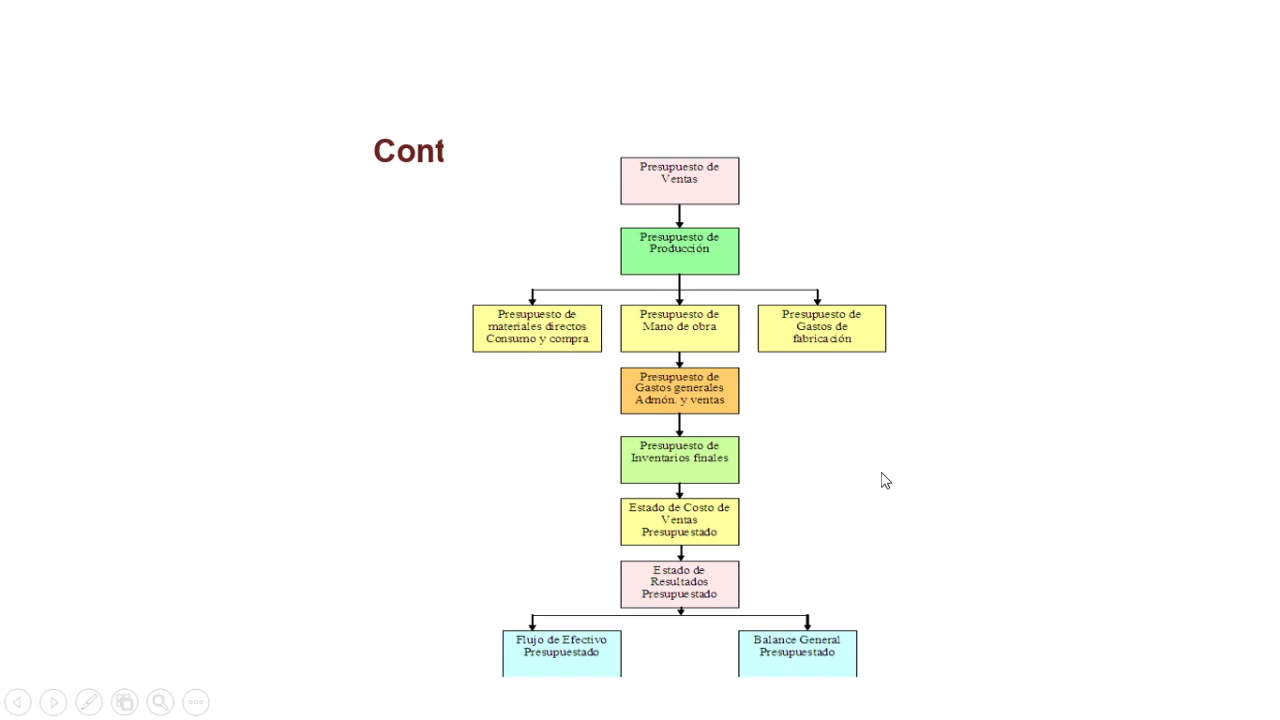 Cont
Presupuesto de
Ventas
Presupuesto de
Producción
Presupuesto de
materiales directos
Consumo y compra
Presupuesto de
Mano de obra
Presupuesto de
Gastos de
fabricación
Presupuesto de
Gastos generales
Admón. y ventas
Presupuesto de
Inventarios finales
Estado de Costo de
Ventas
Presupuestado
Estado de
Resultados
Presupuestado
Flujo de Efectivo
Presupuestado
Balance General
Presupuestado